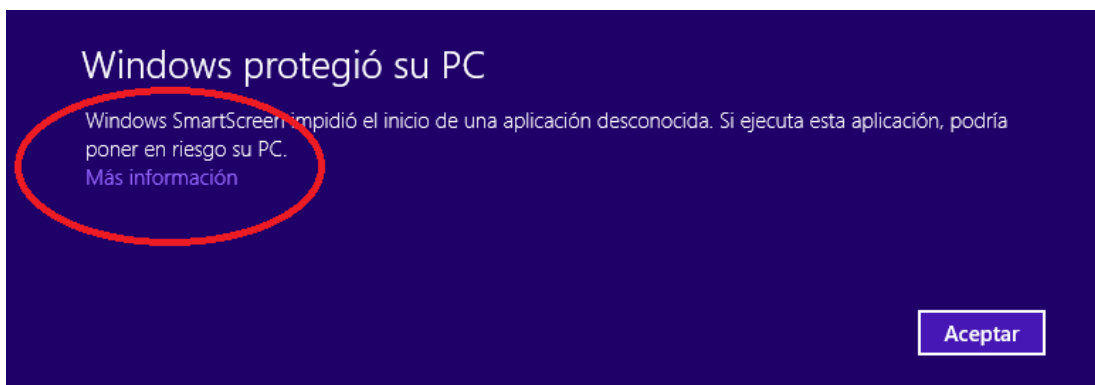 Windows protegió su PC
Windows SmartScreen impidió el inicio de una aplicación desconocida. Si ejecuta esta aplicación, podría
poner en riesgo su PC.
Más información
Aceptar